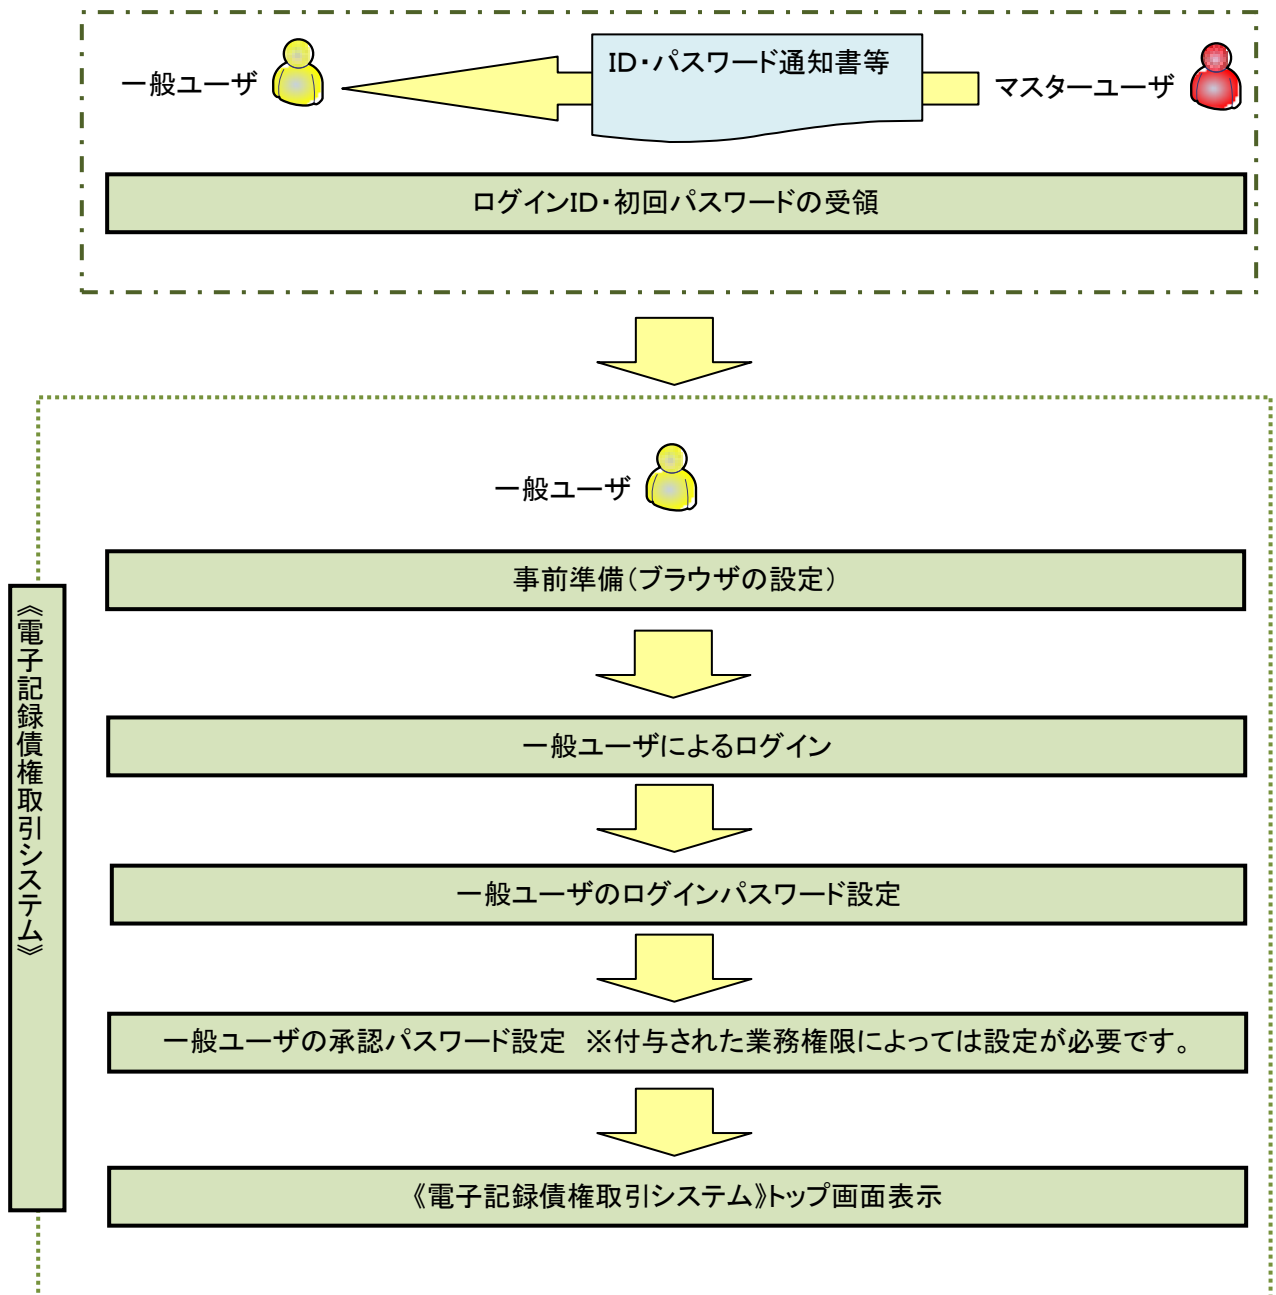 一般ユーザ
ID・パスワード通知書等
マスターユーザ
ログインID・初回パスワードの受領
一般ユーザ
事前準備(ブラウザの設定)
《電子記録債権取引システム》
一般ユーザによるログイン
一般ユーザのログインパスワード設定
一般ユーザの承認パスワード設定　※付与された業務権限によっては設定が必要です。
《電子記録債権取引システム》トップ画面表示